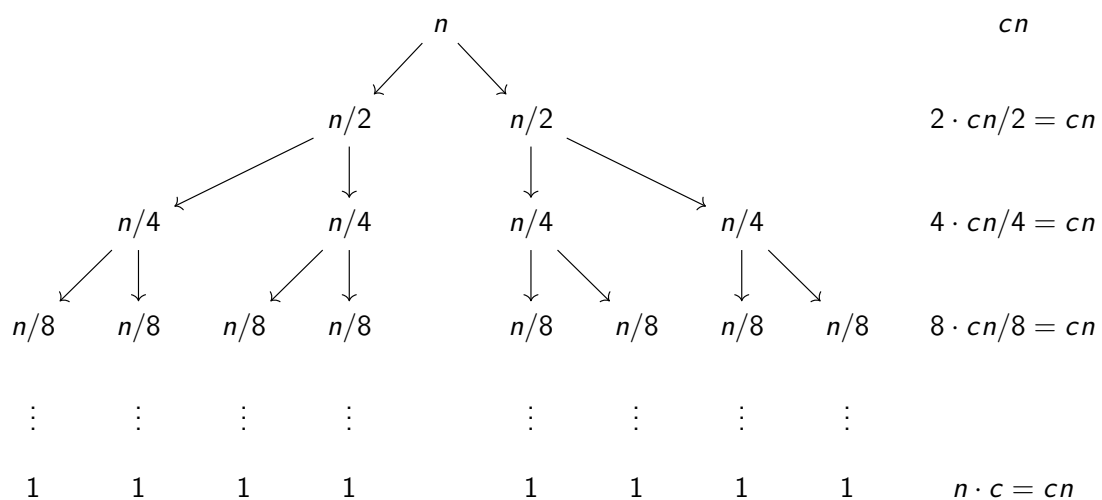 n cn
n/2 n/2 2 · cn/2 = cn
n/4 n/4 n/4 n/4 4 · cn/4 = cn
n/8 n/8 n/8 n/8 n/8 n/8 n/8 n/8 8 · cn/8 = cn
⋮ ⋮ ⋮ ⋮ ⋮ ⋮ ⋮ ⋮
1 1 1 1 1 1 1 1 n · c = cn